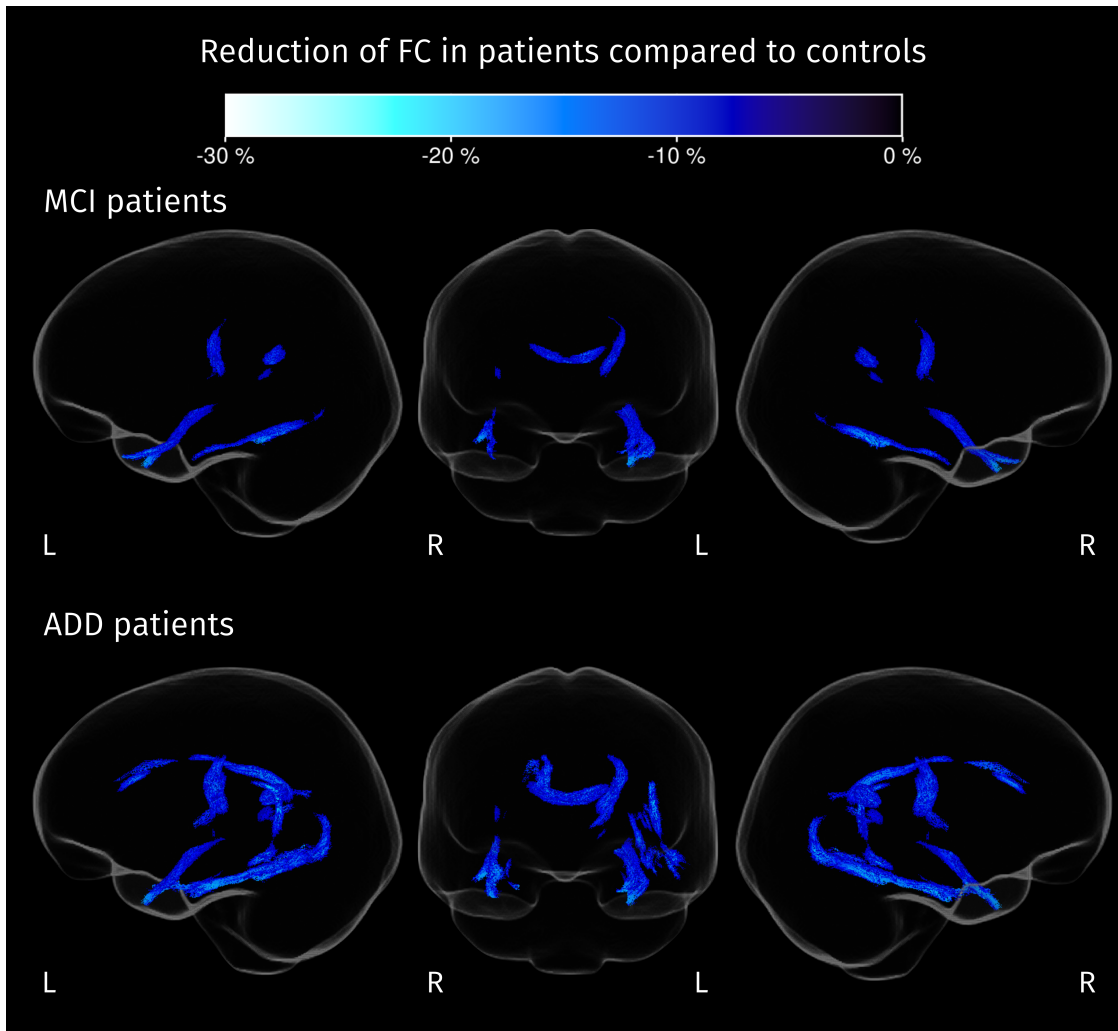 Reduction of FC in patients compared to controls
-30 % -20 % -10 % 0 %
MCI patients
L R L R
ADD patients
L R L R